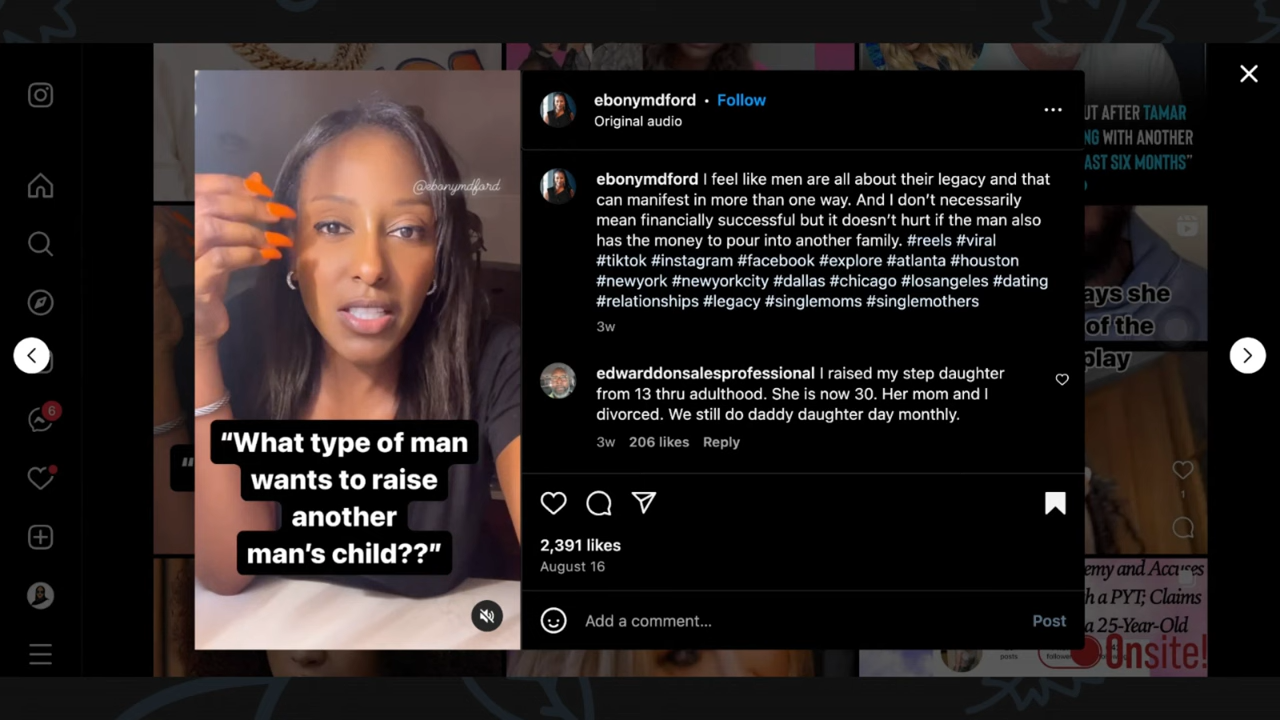 UT AFTER TAMAR
NG WITH ANOTHER
AST SIX MONTHS"
ebonymdford • Follow
Original audio
@ebonymdford
ebonymdford I feel like men are all about their legacy and that
can manifest in more than one way. And I don't necessarily
mean financially successful but it doesn't hurt if the man also
has the money to pour into another family. #reels #viral
#tiktok #instagram #facebook #explore #atlanta #houston
#newyork #newyorkcity #dallas #chicago #losangeles #dating
#relationships #legacy #singlemoms #singlemothers
3w
edwarddonsalesprofessional I raised my step daughter
from 13 thru adulthood. She is now 30. Her mom and I
divorced. We still do daddy daughter day monthly.
3w 206 likes Reply
6
“What type of man
wants to raise
another
man’s child??”
2,391 likes
August 16
Add a comment... Post
ays she
of the
play
1
emy and Accuses
h a PYT; Claims
a 25-Year-Old
posts
Onsite!